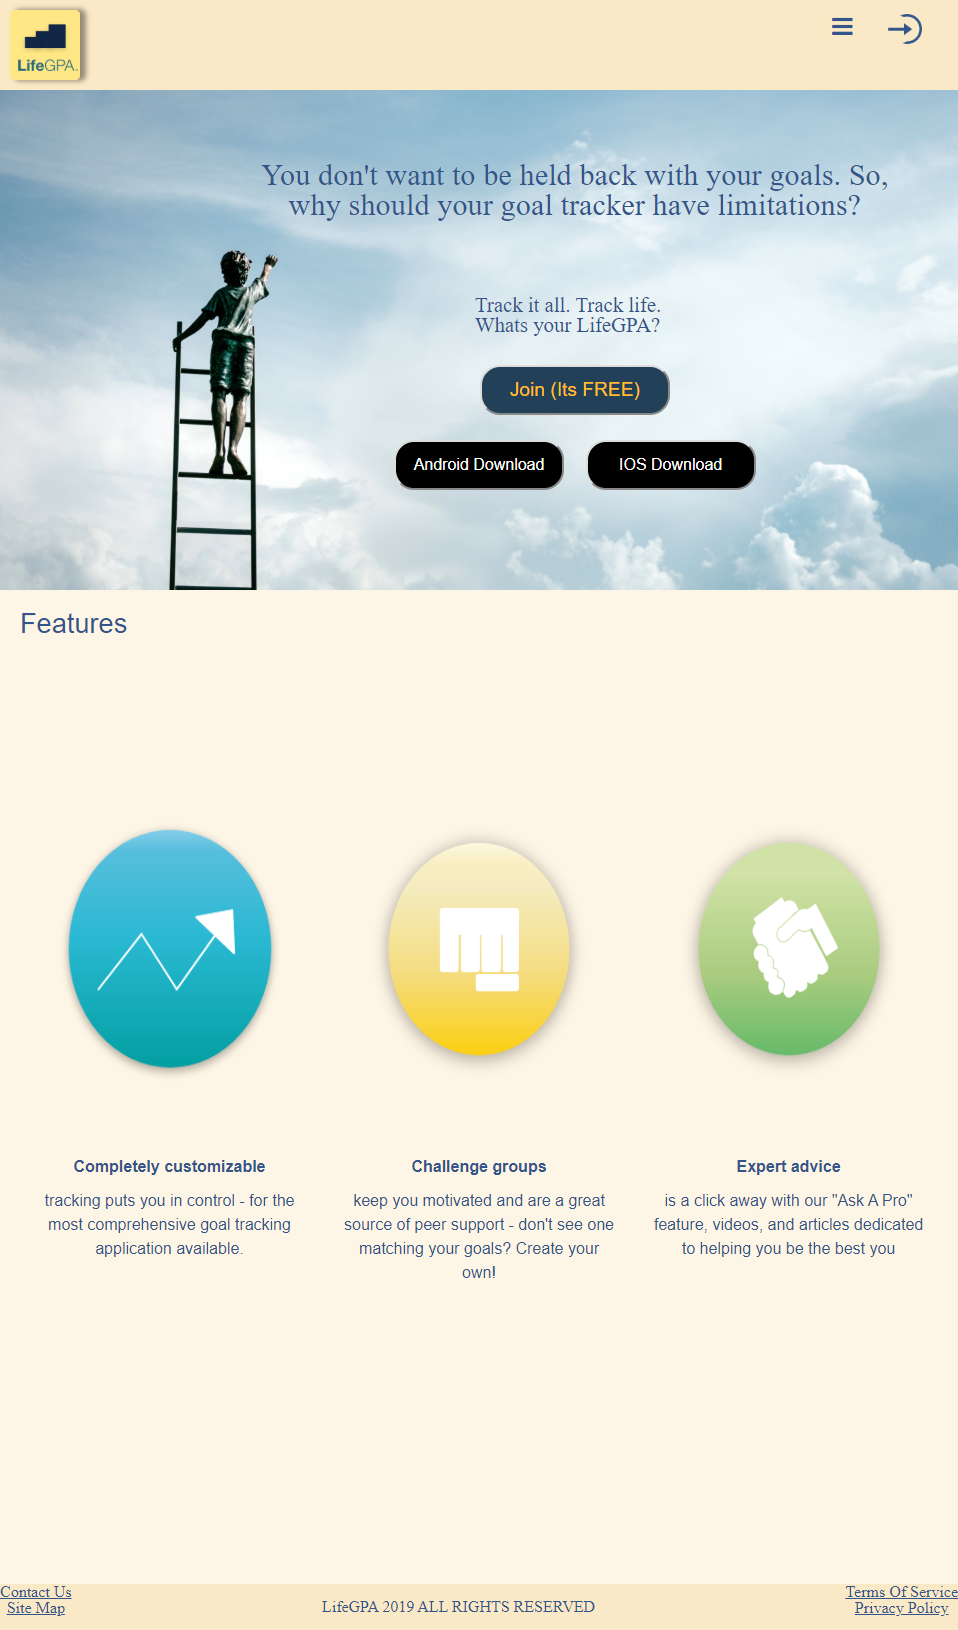 LifeGPA.
You don't want to be held back with your goals. So,
why should your goal tracker have limitations?
Track it all. Track life.
Whats your LifeGPA?
Join (Its FREE)
Android Download
IOS Download
Features
Completely customizable
tracking puts you in control - for the
most comprehensive goal tracking
application available.
Challenge groups
keep you motivated and are a great
source of peer support - don't see one
matching your goals? Create your
own!
Expert advice
is a click away with our "Ask A Pro"
feature, videos, and articles dedicated
to helping you be the best you
Contact Us
Site Map
LifeGPA 2019 ALL RIGHTS RESERVED
Terms Of Service
Privacy Policy